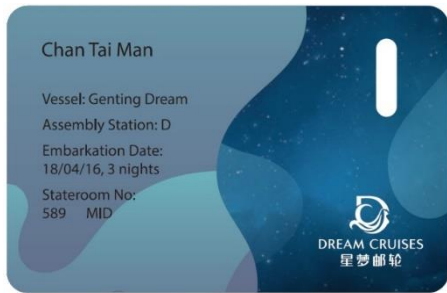 Chan Tai Man
Vessel: Genting Dream
Assembly Station: D
Embarkation Date:
18/04/16, 3 nights
Stateroom No:
589 MID
DREAM CRUISES
星梦邮轮